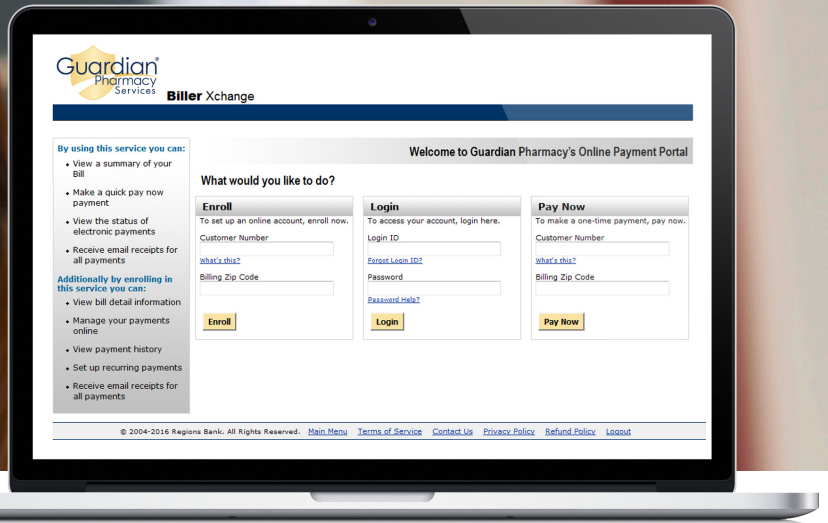 Guardian®
Pharmacy
Services
Biller Xchange
Welcome to Guardian Pharmacy's Online Payment Portal
By using this service you can:
View a summary of your
Bill
Make a quick pay now
payment
View the status of
electronic payments
Receive email receipts for
all payments
Additionally by enrolling in
this service you can:
View bill detail information
Manage your payments
online
View payment history
Set up recurring payments
Receive email receipts for
all payments
What would you like to do?
Enroll
To set up an online account, enroll now.
Customer Number
What's this?
Billing Zip Code
Enroll
Login
To access your account, login here.
Login ID
Forgot Login ID?
Password
Password Help?
Login
Pay Now
To make a one-time payment, pay now.
Customer Number
What's this?
Billing Zip Code
Pay Now
© 2004-2016 Regions Bank. All Rights Reserved. Main Menu Terms of Service Contact Us Privacy Policy Refund Policy Logout